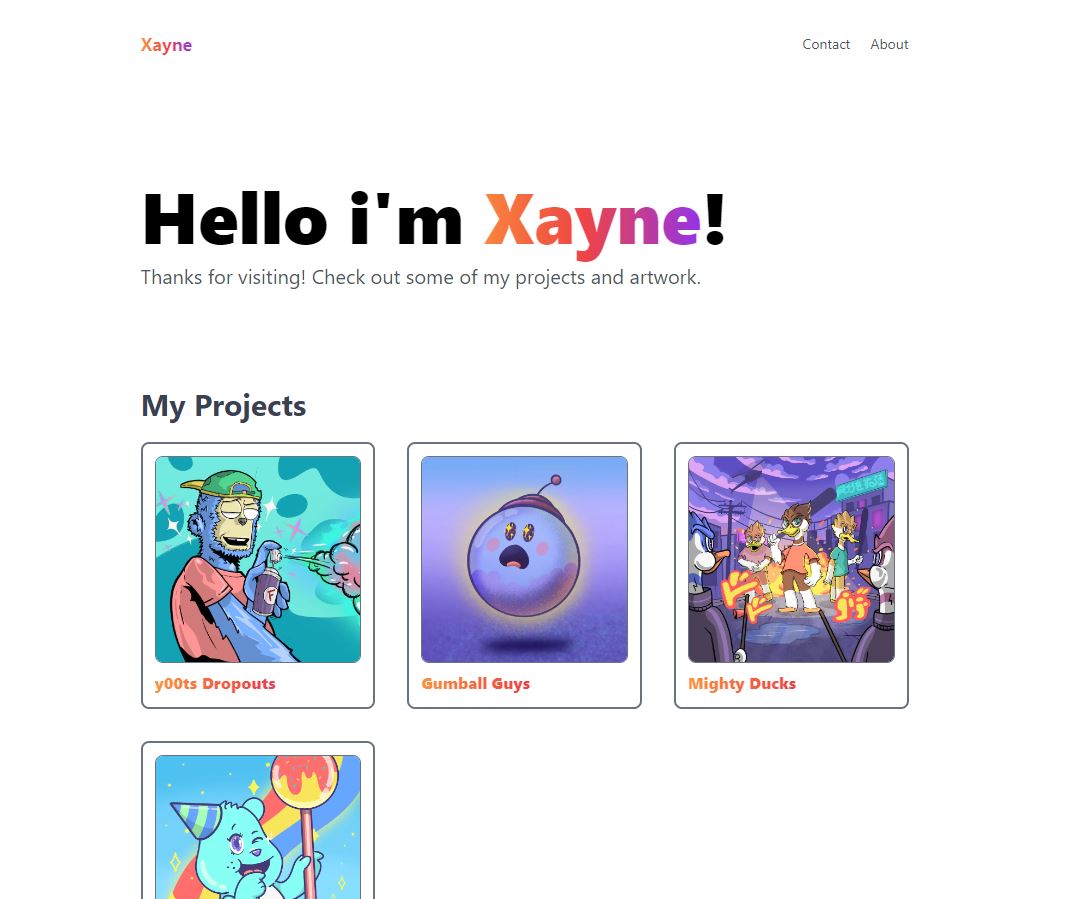 Xayne
Contact About
Hello i'm Xayne!
Thanks for visiting! Check out some of my projects and artwork.
My Projects
y00ts Dropouts
Gumball Guys
Mighty Ducks